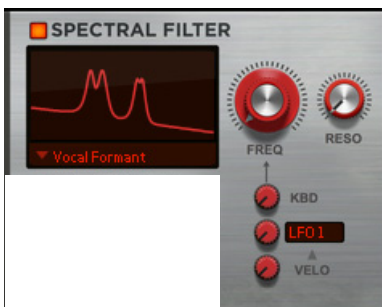 SPECTRAL FILTER
Vocal Formant
FREQ
RESO
KBD
LFO 1
VELO